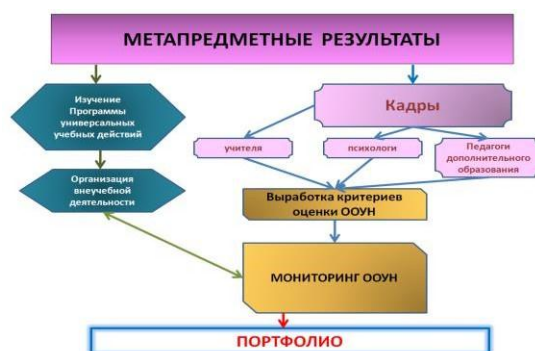 МЕТАПРЕДМЕТНЫЕ РЕЗУЛЬТАТЫ
Изучение
Программы
универсальных
учебных действий
Кадры
учителя
психологи
Педагоги
дополнительного
образования
Организация
внеучебной
деятельности
Выработка критериев
оценки ООУН
МОНИТОРИНГ ООУН
ПОРТФОЛИО